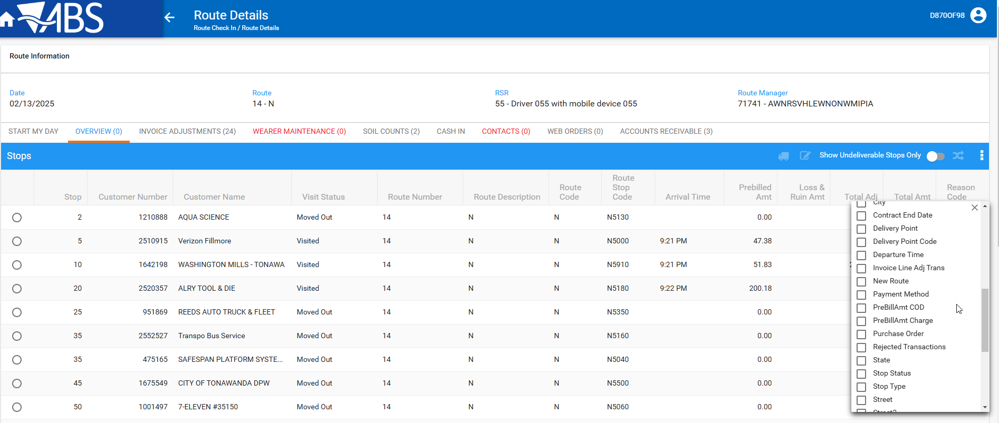 ABS
Route Details
Route Check In / Route Details
D870OF98
Route Information
Date
02/13/2025
Route
14 - N
RSR
55 - Driver 055 with mobile device 055
Route Manager
71741 - AWNRSVHLEWNONWMIPIA
START MY DAY
OVERVIEW (0)
INVOICE ADJUSTMENTS (24)
WEARER MAINTENANCE (0)
SOIL COUNTS (2)
CASH IN
CONTACTS (0)
WEB ORDERS (0)
ACCOUNTS RECEIVABLE (3)
Stops
Show Undeliverable Stops Only
Stop
Customer Number
Customer Name
Visit Status
Route Number
Route Description
Route
Code
Route
Stop
Code
Arrival Time
Prebilled
Amt
Loss &
Ruin Amt
Total Adj
Total Amt
Reason
Code
2 1210888 AQUA SCIENCE Moved Out 14 N N N5130 0.00
5 2510915 Verizon Fillmore Visited 14 N N N5000 9:21 PM 47.38
10 1642198 WASHINGTON MILLS - TONAWA Visited 14 N N N5910 9:21 PM 51.83
20 2520357 ALRY TOOL & DIE Visited 14 N N N5180 9:22 PM 200.18
25 951869 REEDS AUTO TRUCK & FLEET Moved Out 14 N N N5350 0.00
35 2552527 Transpo Bus Service Moved Out 14 N N N5160 0.00
35 475165 SAFESPAN PLATFORM SYSTE... Moved Out 14 N N N5040 0.00
45 1675549 CITY OF TONAWANDA DPW Moved Out 14 N N N5500 0.00
50 1001497 7-ELEVEN #35150 Moved Out 14 N N N5060 0.00
City
Contract End Date
Delivery Point
Delivery Point Code
Departure Time
Invoice Line Adj Trans
New Route
Payment Method
PreBillAmt COD
PreBillAmt Charge
Purchase Order
Rejected Transactions
State
Stop Status
Stop Type
Street
Street2